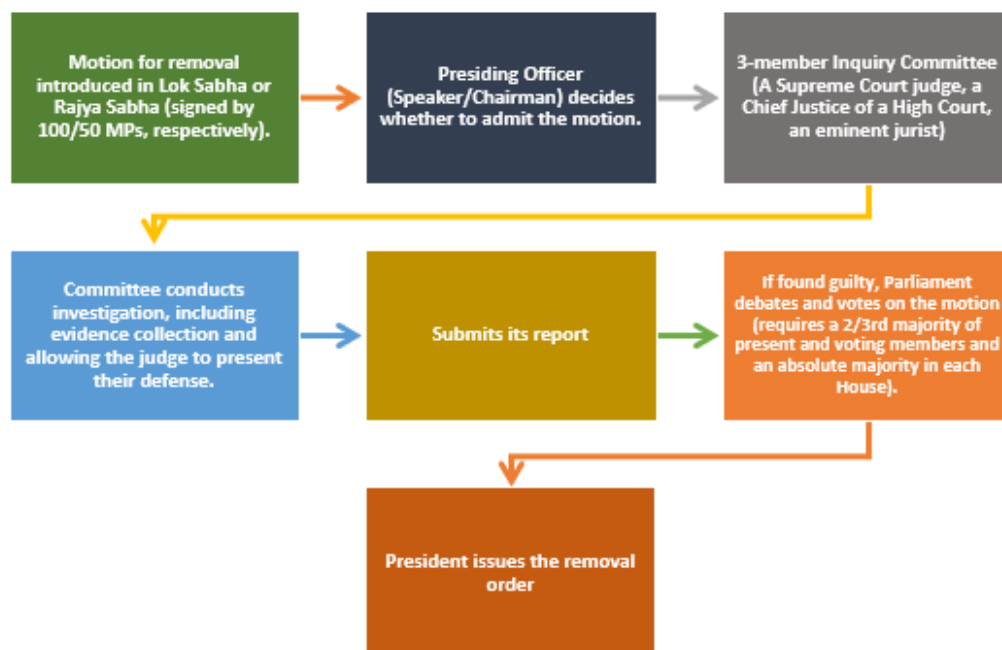 Motion for removal
introduced in Lok Sabha or
Rajya Sabha (signed by
100/50 MPs, respectively).
Presiding Officer
(Speaker/Chairman) decides
whether to admit the motion.
3-member Inquiry Committee
(A Supreme Court judge, a
Chief Justice of a High Court,
an eminent jurist)
Committee conducts
investigation, including
evidence collection and
allowing the judge to present
their defense.
Submits its report
If found guilty, Parliament
debates and votes on the motion
(requires a 2/3rd majority of
present and voting members and
an absolute majority in each
House).
President issues the removal
order